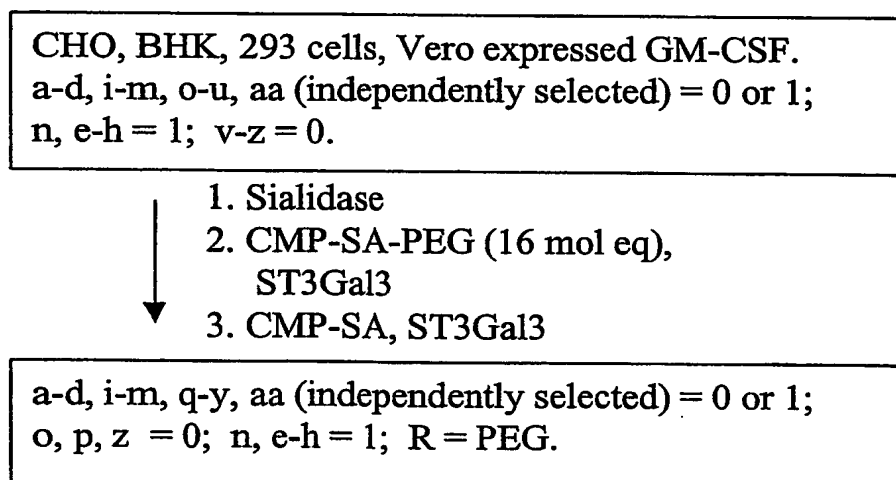 CHO, BHK, 293 cells, Vero expressed GM-CSF.
a-d, i-m, o-u, aa (independently selected) = 0 or 1;
n, e-h = 1; v-z = 0.
1. Sialidase
2. CMP-SA-PEG (16 mol eq),
ST3Gal3
3. CMP-SA, ST3Gal3
a-d, i-m, q-y, aa (independently selected) = 0 or 1;
o, p, z = 0; n, e-h = 1; R = PEG.